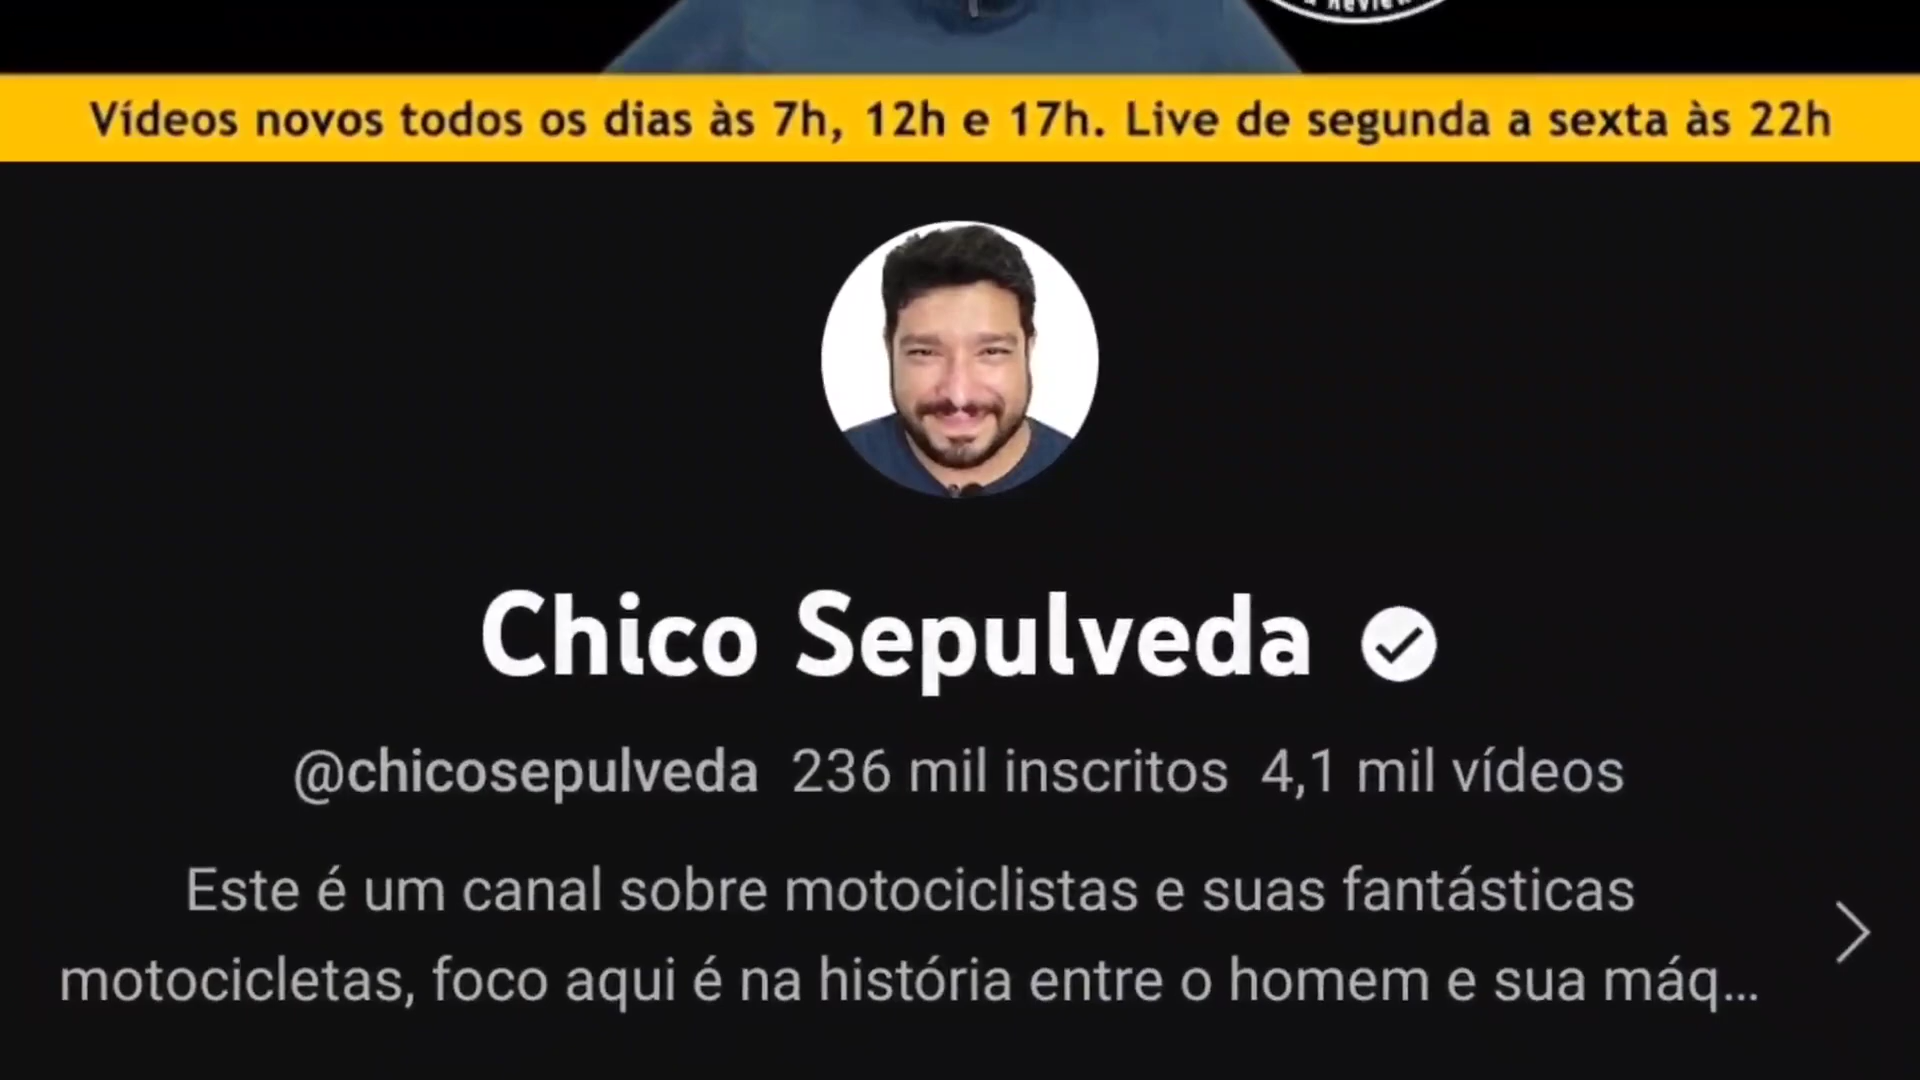 Review
Vídeos novos todos os dias às 7h, 12h e 17h. Live de segunda a sexta às 22h
Chico Sepulveda
@chicosepulveda 236 mil inscritos 4,1 mil vídeos
Este é um canal sobre motociclistas e suas fantásticas
motocicletas, foco aqui é na história entre o homem e sua máq...